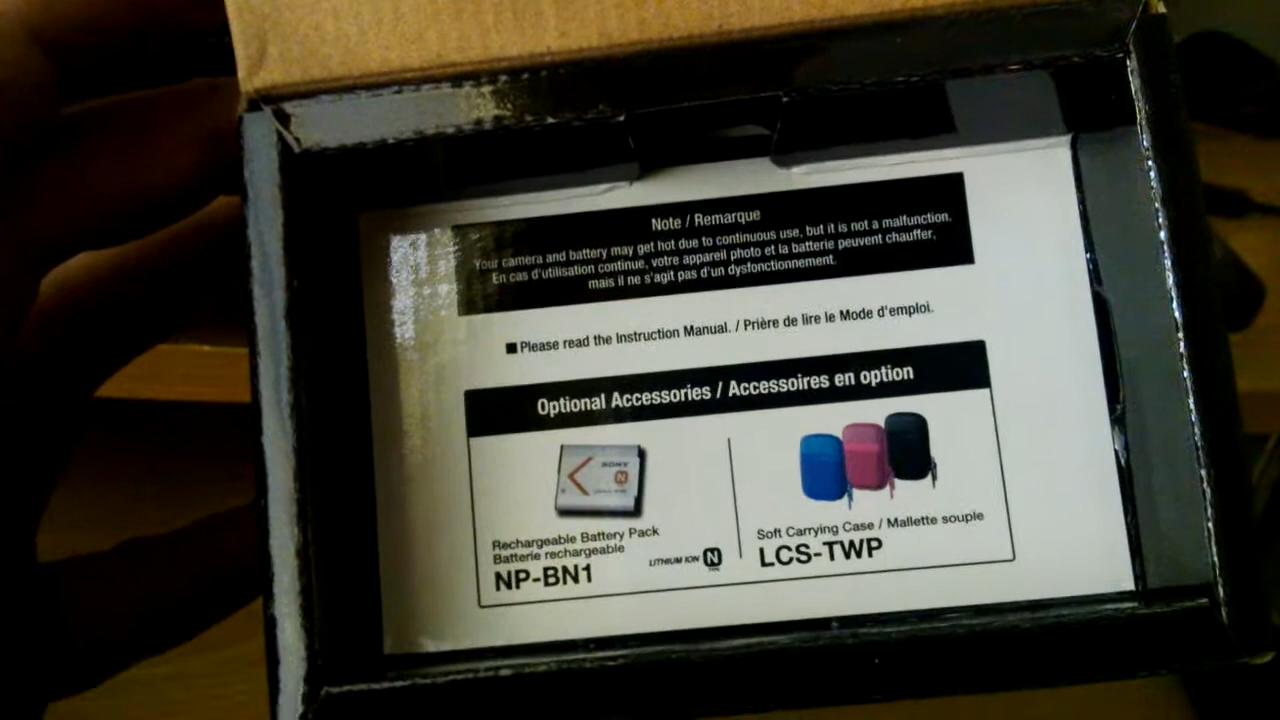 Note / Remarque
Your camera and battery may get hot due to continuous use, but it is not a malfunction.
En cas d'utilisation continue, votre appareil photo et la batterie peuvent chauffer,
mais il ne s'agit pas d'un dysfonctionnement.
■ Please read the Instruction Manual. / Prière de lire le Mode d'emploi.
Optional Accessories / Accessoires en option
SONY
N
Rechargeable Battery Pack
Batterie rechargeable
NP-BN1
LITHIUM ION N
TYPE
Soft Carrying Case / Mallette souple
LCS-TWP